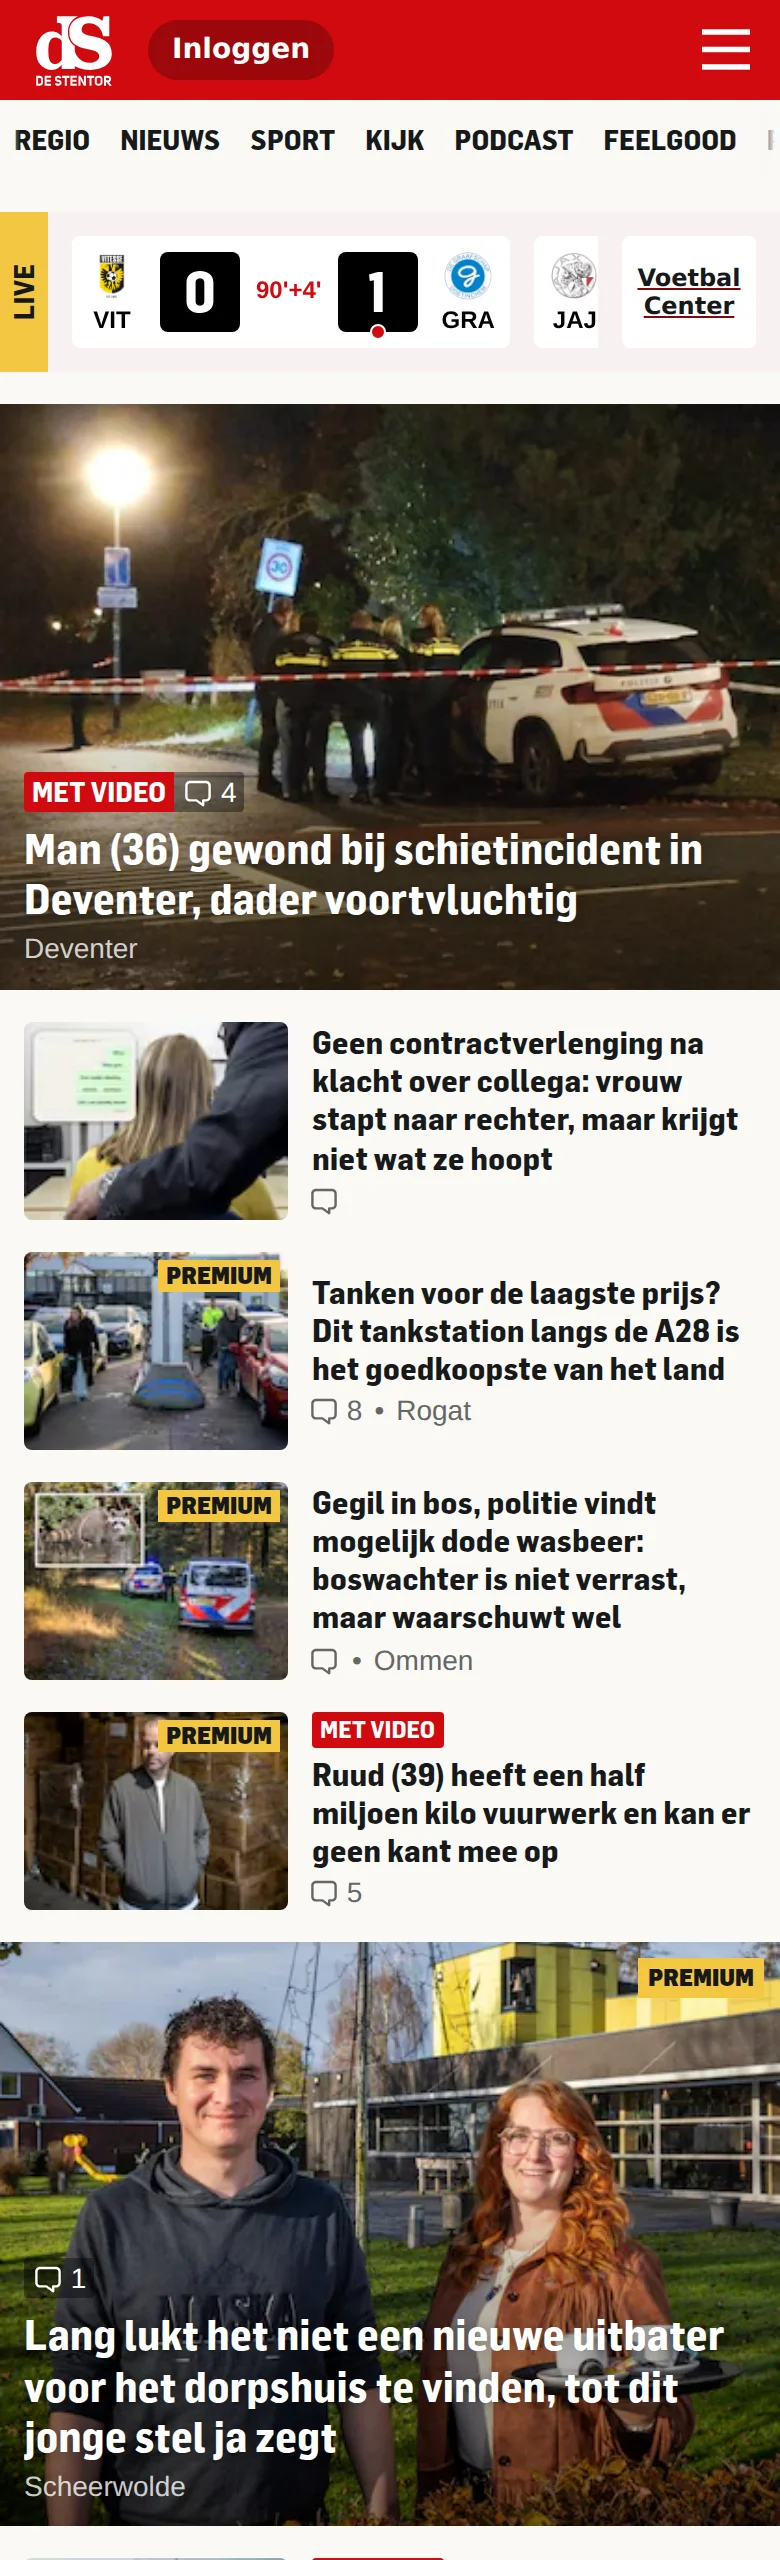 dS
DE STENTOR
Inloggen
REGIO NIEUWS SPORT KIJK PODCAST FEELGOOD
LIVE
VITESSE
VIT
0
90'+4'
1
GRA
JAJ
Voetbal
Center
30
POLITIE
MET VIDEO 4
Man (36) gewond bij schietincident in
Deventer, dader voortvluchtig
Deventer
Geen contractverlenging na
klacht over collega: vrouw
stapt naar rechter, maar krijgt
niet wat ze hoopt
PREMIUM
Tanken voor de laagste prijs?
Dit tankstation langs de A28 is
het goedkoopste van het land
8 • Rogat
PREMIUM
Gegil in bos, politie vindt
mogelijk dode wasbeer:
boswachter is niet verrast,
maar waarschuwt wel
• Ommen
PREMIUM
MET VIDEO
Ruud (39) heeft een half
miljoen kilo vuurwerk en kan er
geen kant mee op
5
PREMIUM
1
Lang lukt het niet een nieuwe uitbater
voor het dorpshuis te vinden, tot dit
jonge stel ja zegt
Scheerwolde